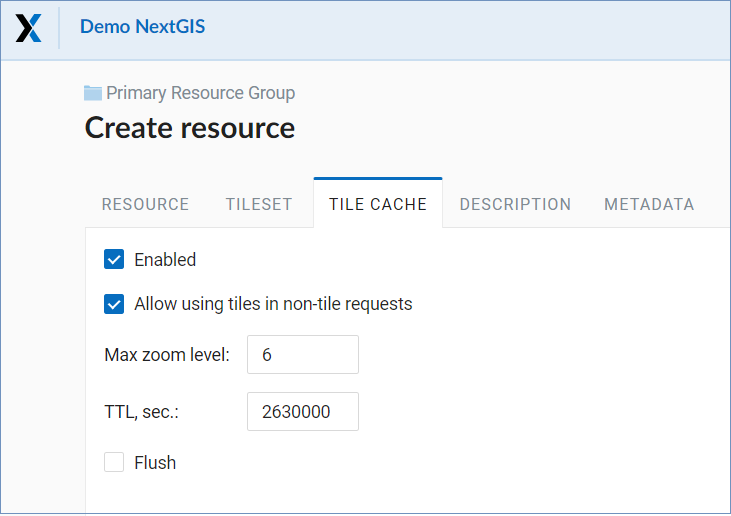 Demo NextGIS
Primary Resource Group
Create resource
RESOURCE TILESET TILE CACHE DESCRIPTION METADATA
Enabled
Allow using tiles in non-tile requests
Max zoom level: 6
TTL, sec.: 2630000
Flush